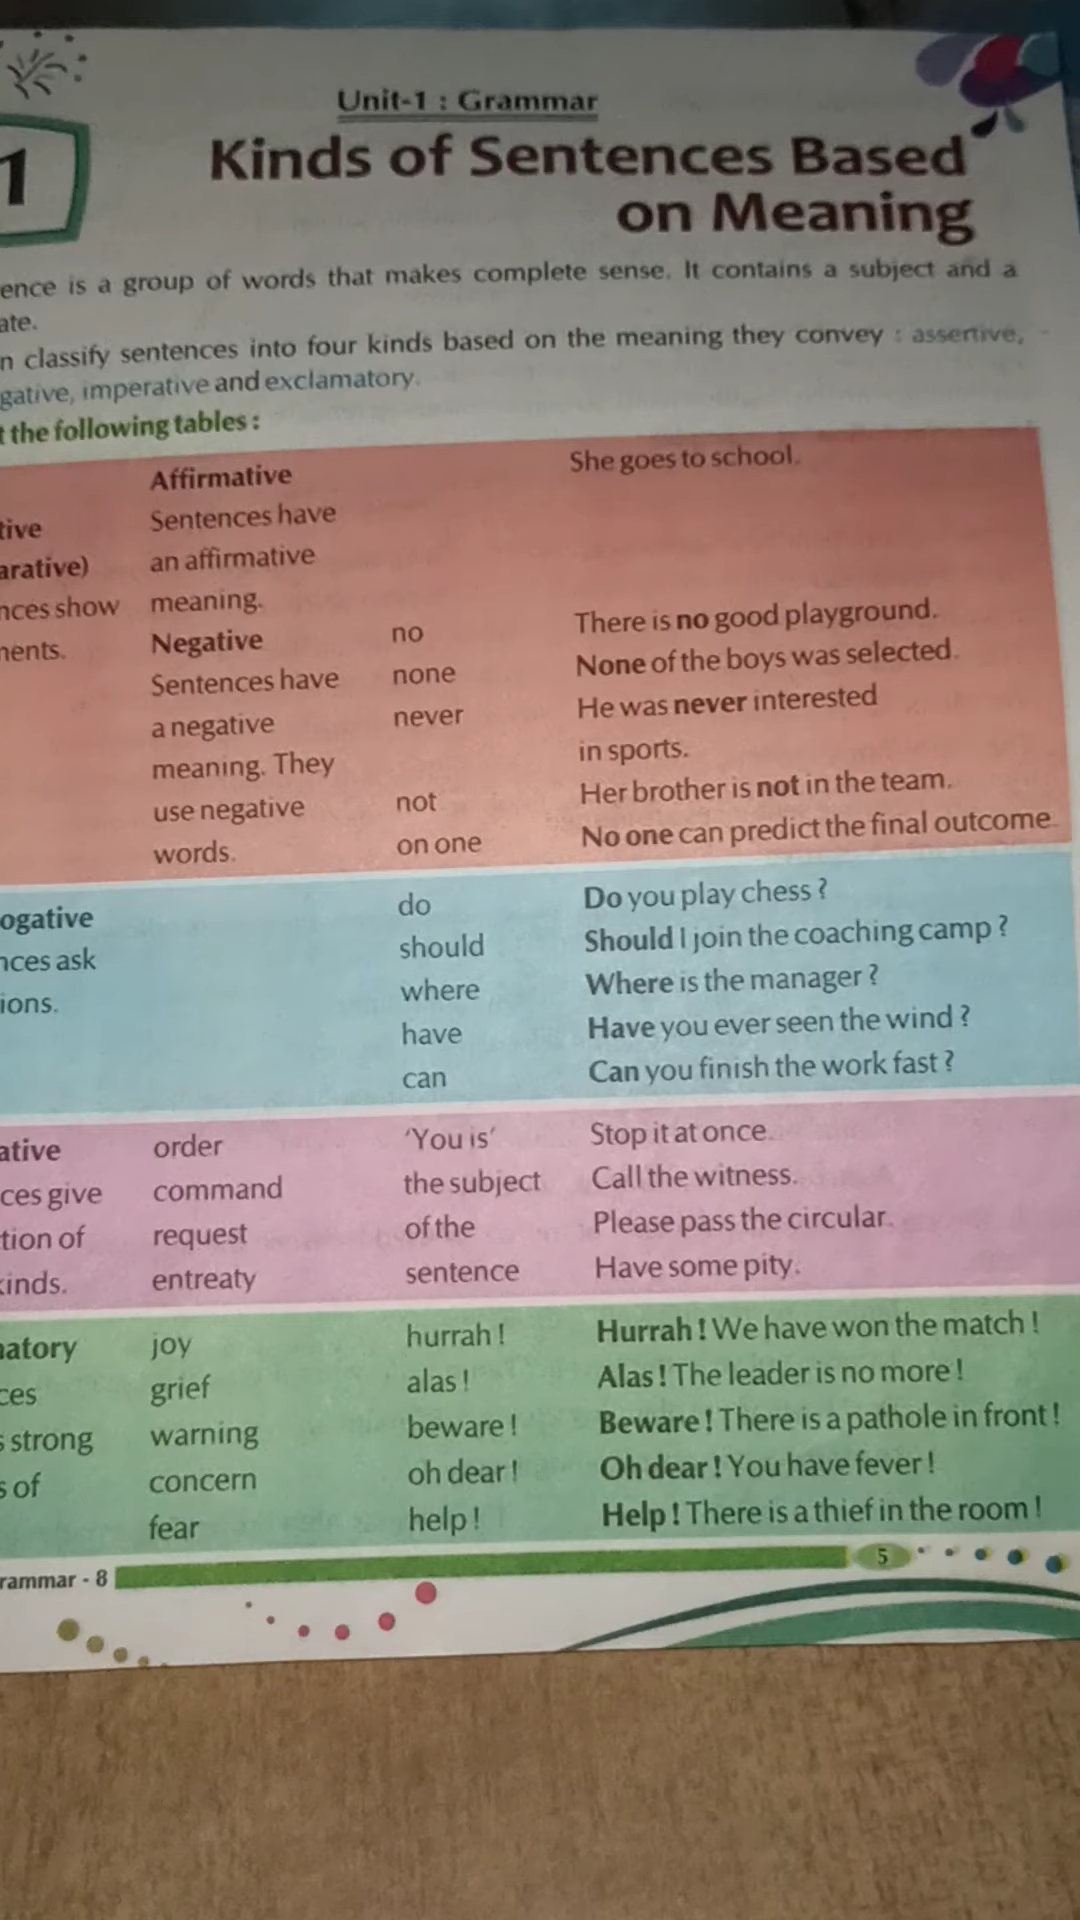 Unit-1 : Grammar
1
Kinds of Sentences Based
on Meaning
ence is a group of words that makes complete sense. It contains a subject and a
ate.
n classify sentences into four kinds based on the meaning they convey : assertive,
gative, imperative and exclamatory.
t the following tables :
Affirmative She goes to school.
tive Sentences have
arative) an affirmative
nces show meaning.
nents. Negative no There is no good playground.
Sentences have none None of the boys was selected.
a negative never He was never interested
meaning. They in sports.
use negative not Her brother is not in the team.
words. on one No one can predict the final outcome.
ogative do Do you play chess ?
nces ask should Should I join the coaching camp ?
ions. where Where is the manager ?
have Have you ever seen the wind ?
can Can you finish the work fast ?
ative order 'You is' Stop it at once.
ces give command the subject Call the witness.
tion of request of the Please pass the circular.
kinds. entreaty sentence Have some pity.
natory joy hurrah ! Hurrah ! We have won the match !
ces grief alas ! Alas ! The leader is no more !
s strong warning beware ! Beware ! There is a pathole in front !
s of concern oh dear ! Oh dear ! You have fever !
fear help ! Help ! There is a thief in the room !
rammar - 8 5